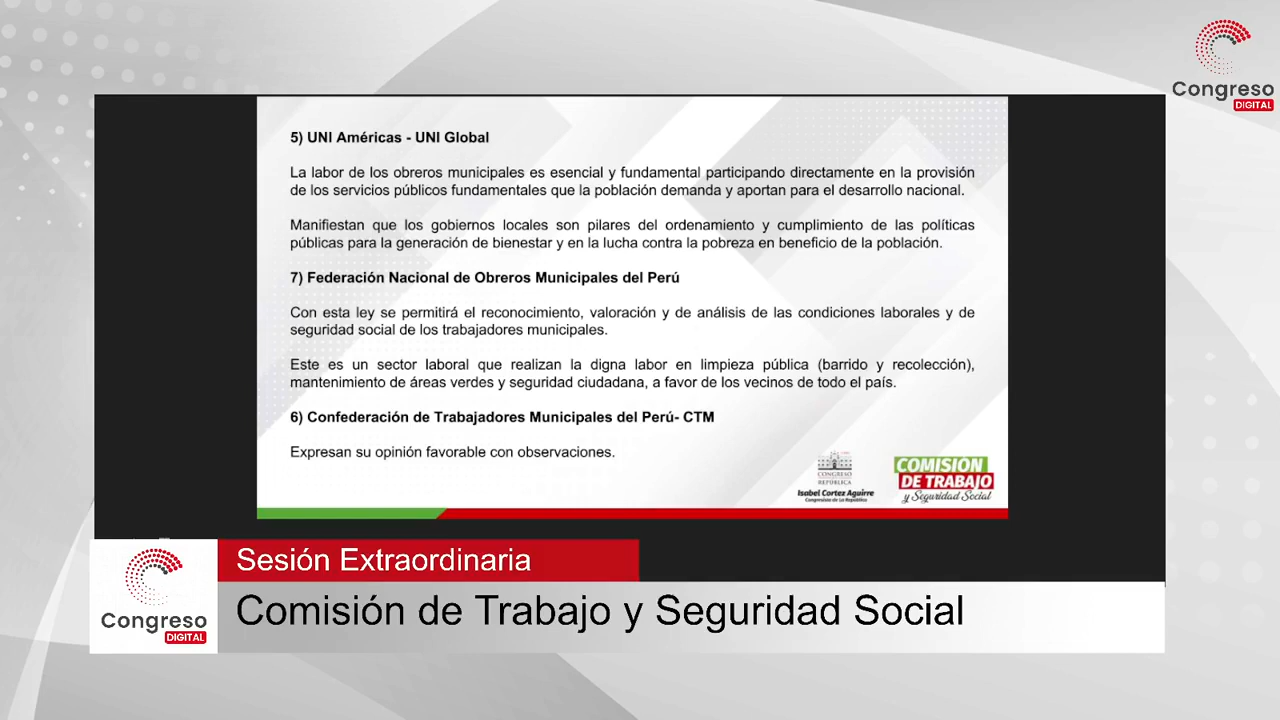 Congreso
DIGITAL
5) UNI Américas - UNI Global
La labor de los obreros municipales es esencial y fundamental participando directamente en la provisión
de los servicios públicos fundamentales que la población demanda y aportan para el desarrollo nacional.
Manifiestan que los gobiernos locales son pilares del ordenamiento y cumplimiento de las políticas
públicas para la generación de bienestar y en la lucha contra la pobreza en beneficio de la población.
7) Federación Nacional de Obreros Municipales del Perú
Con esta ley se permitirá el reconocimiento, valoración y de análisis de las condiciones laborales y de
seguridad social de los trabajadores municipales.
Este es un sector laboral que realizan la digna labor en limpieza pública (barrido y recolección),
mantenimiento de áreas verdes y seguridad ciudadana, a favor de los vecinos de todo el país.
6) Confederación de Trabajadores Municipales del Perú- CTM
Expresan su opinión favorable con observaciones.
CONGRESO
REPÚBLICA
Isabel Cortez Aguirre
Congresista de La República
COMISIÓN
DE TRABAJO
y Seguridad Social
Sesión Extraordinaria
Congreso
DIGITAL
Comisión de Trabajo y Seguridad Social